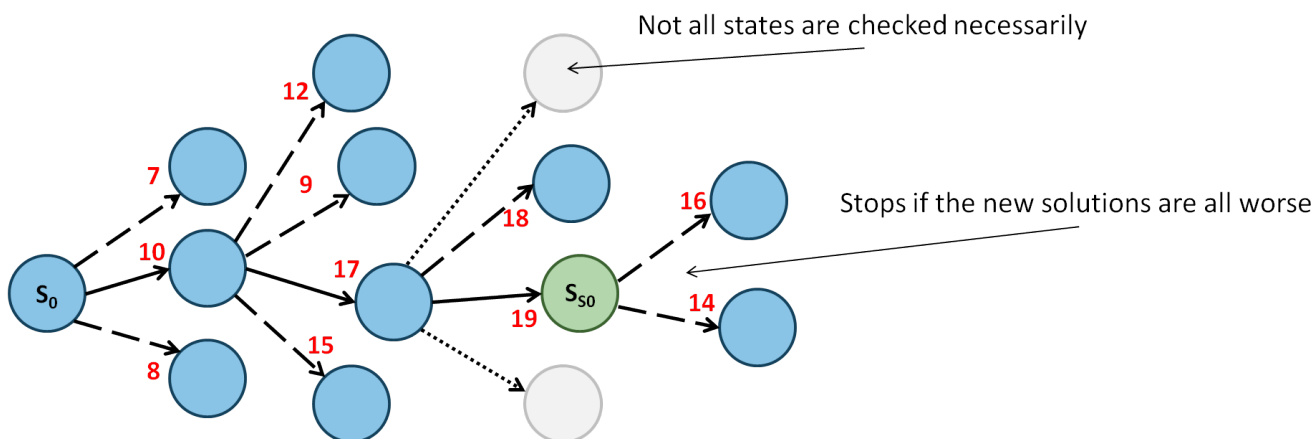 Not all states are checked necessarily
12
7
9
18
16
Stops if the new solutions are all worse
10
17
S0
SS0
19
14
15
8